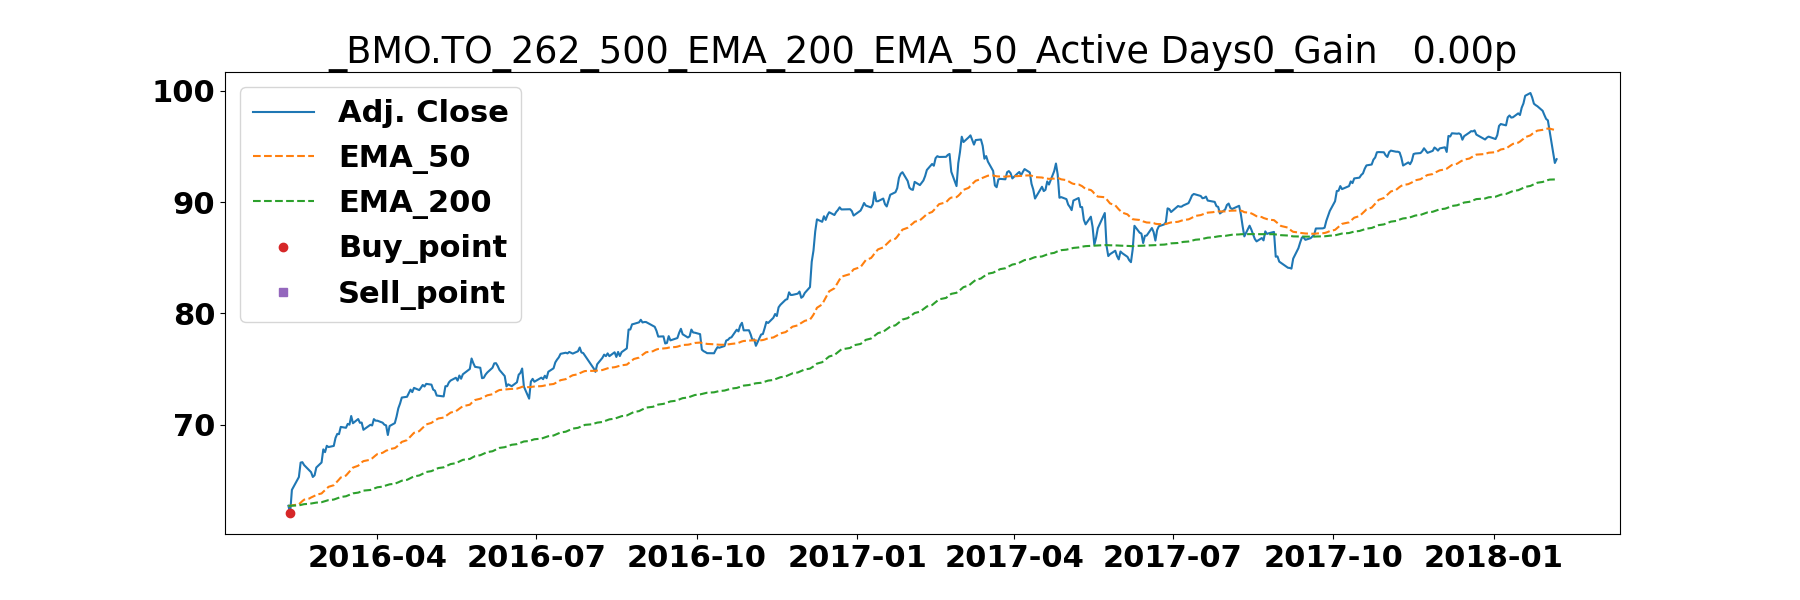 _BMO.TO_262_500_EMA_200_EMA_50_Active Days0_Gain   0.00p
100
90
80
70
Adj. Close
EMA_50
EMA_200
Buy_point
Sell_point
2016-04 2016-07 2016-10 2017-01 2017-04 2017-07 2017-10 2018-01